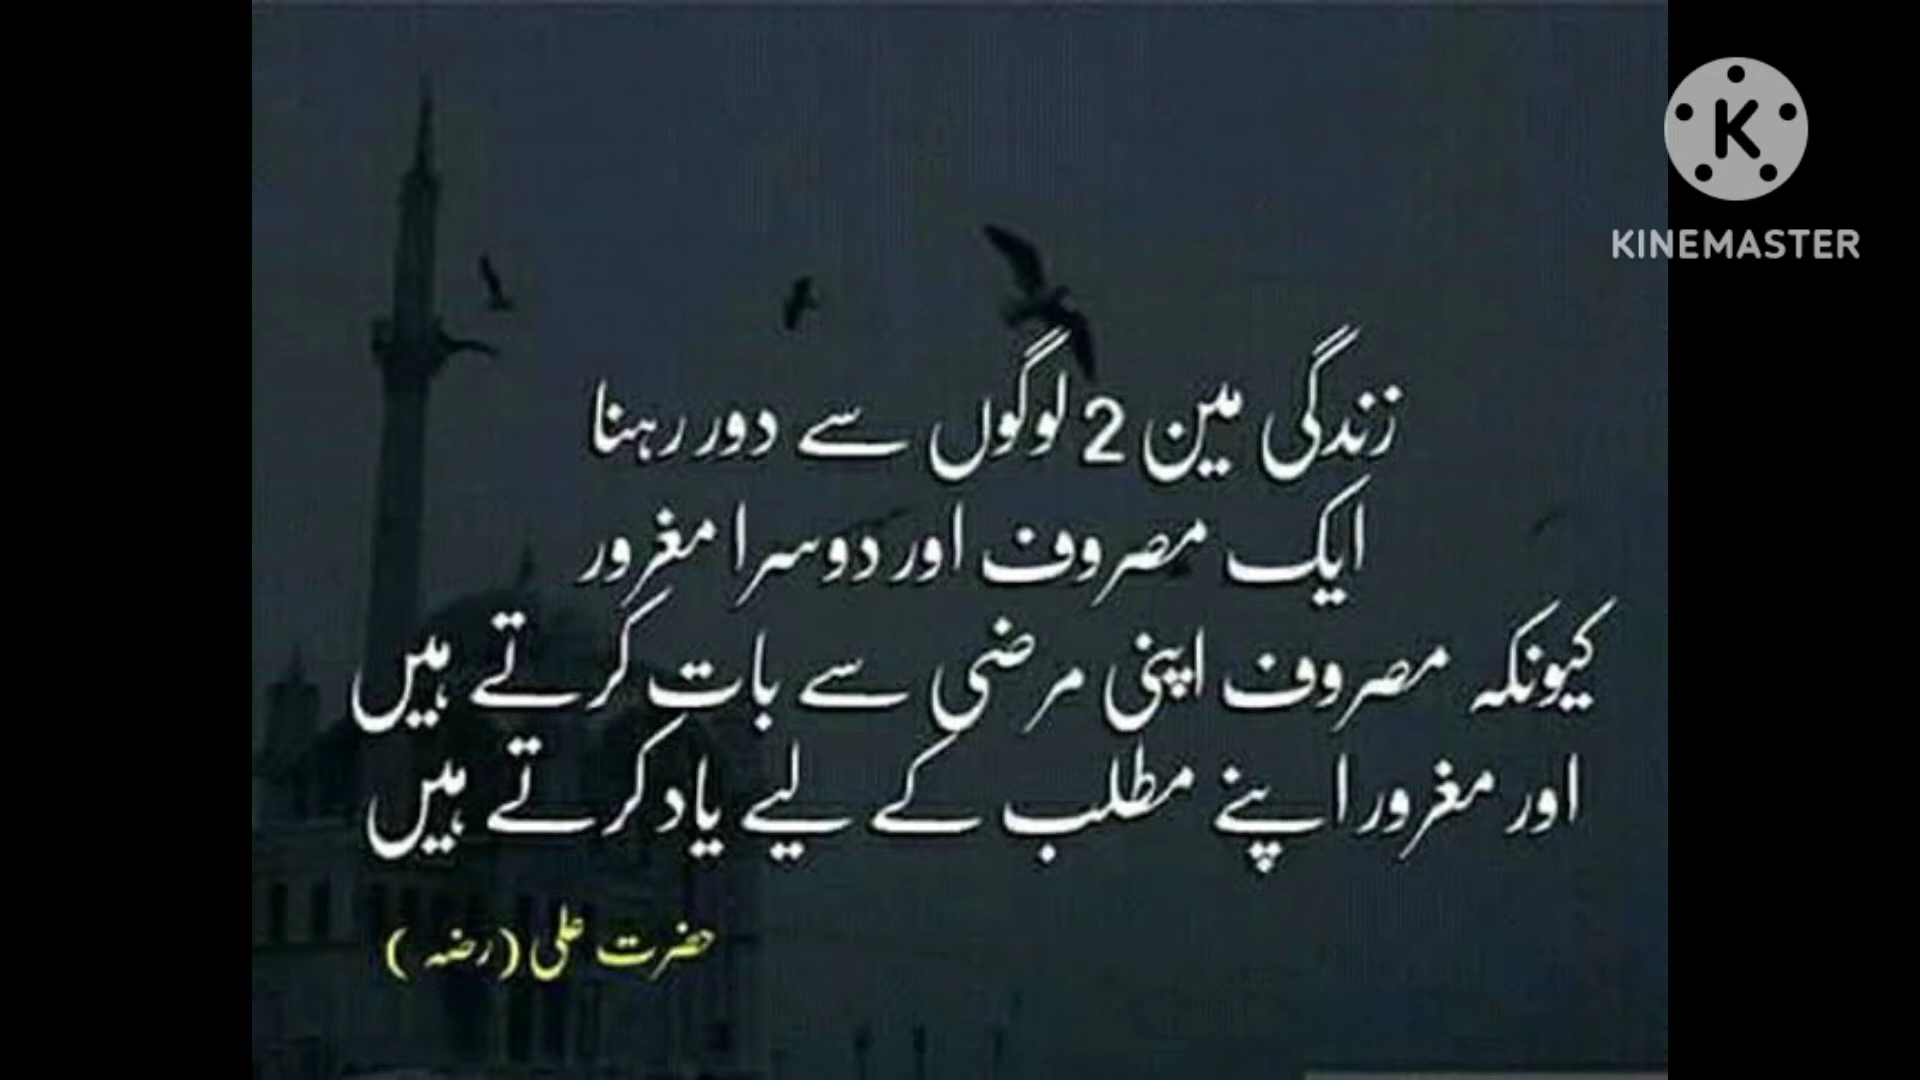 KINEMASTER
زندگی مین 2 لوگوں سے دور رہنا
ایک مصروف اور دوسرا مغرور
کیونکہ مصروف اپنی مرضی سے بات کرتے ہیں
اور مغرور اپنے مطلب کے لیے یاد کرتے ہیں
حضرت علی (رضہ)